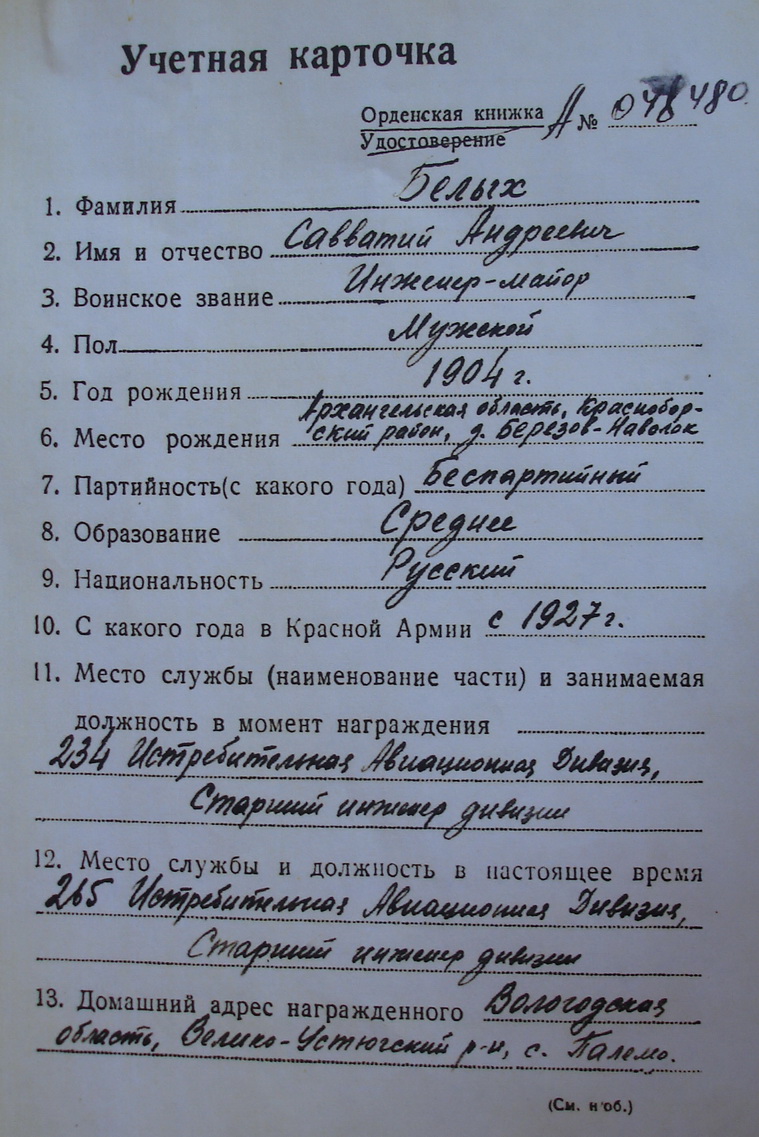 Учетная карточка
Орденская книжка А № 048480
Удостоверение
1. Фамилия Белых
2. Имя и отчество Савватий Андреевич
3. Воинское звание Инженер-майор
4. Пол Мужской
5. Год рождения 1904 г.
Архангельская область, Краснобор-
6. Место рождения ский район, д. Березов-Наволок
7. Партийность(с какого года) Беспартийный
8. Образование Среднее
9. Национальность Русский
10. С какого года в Красной Армии с 1927 г.
11. Место службы (наименование части) и занимаемая
должность в момент награждения
234 Истребительная Авиационная Дивизия,
Старший инженер дивизии
12. Место службы и должность в настоящее время
265 Истребительная Авиационная Дивизия,
Старший инженер дивизии
13. Домашний адрес награжденного Вологодская
область, Велико-Устюгский р-н, с. Палемо.
(См. н'об.)